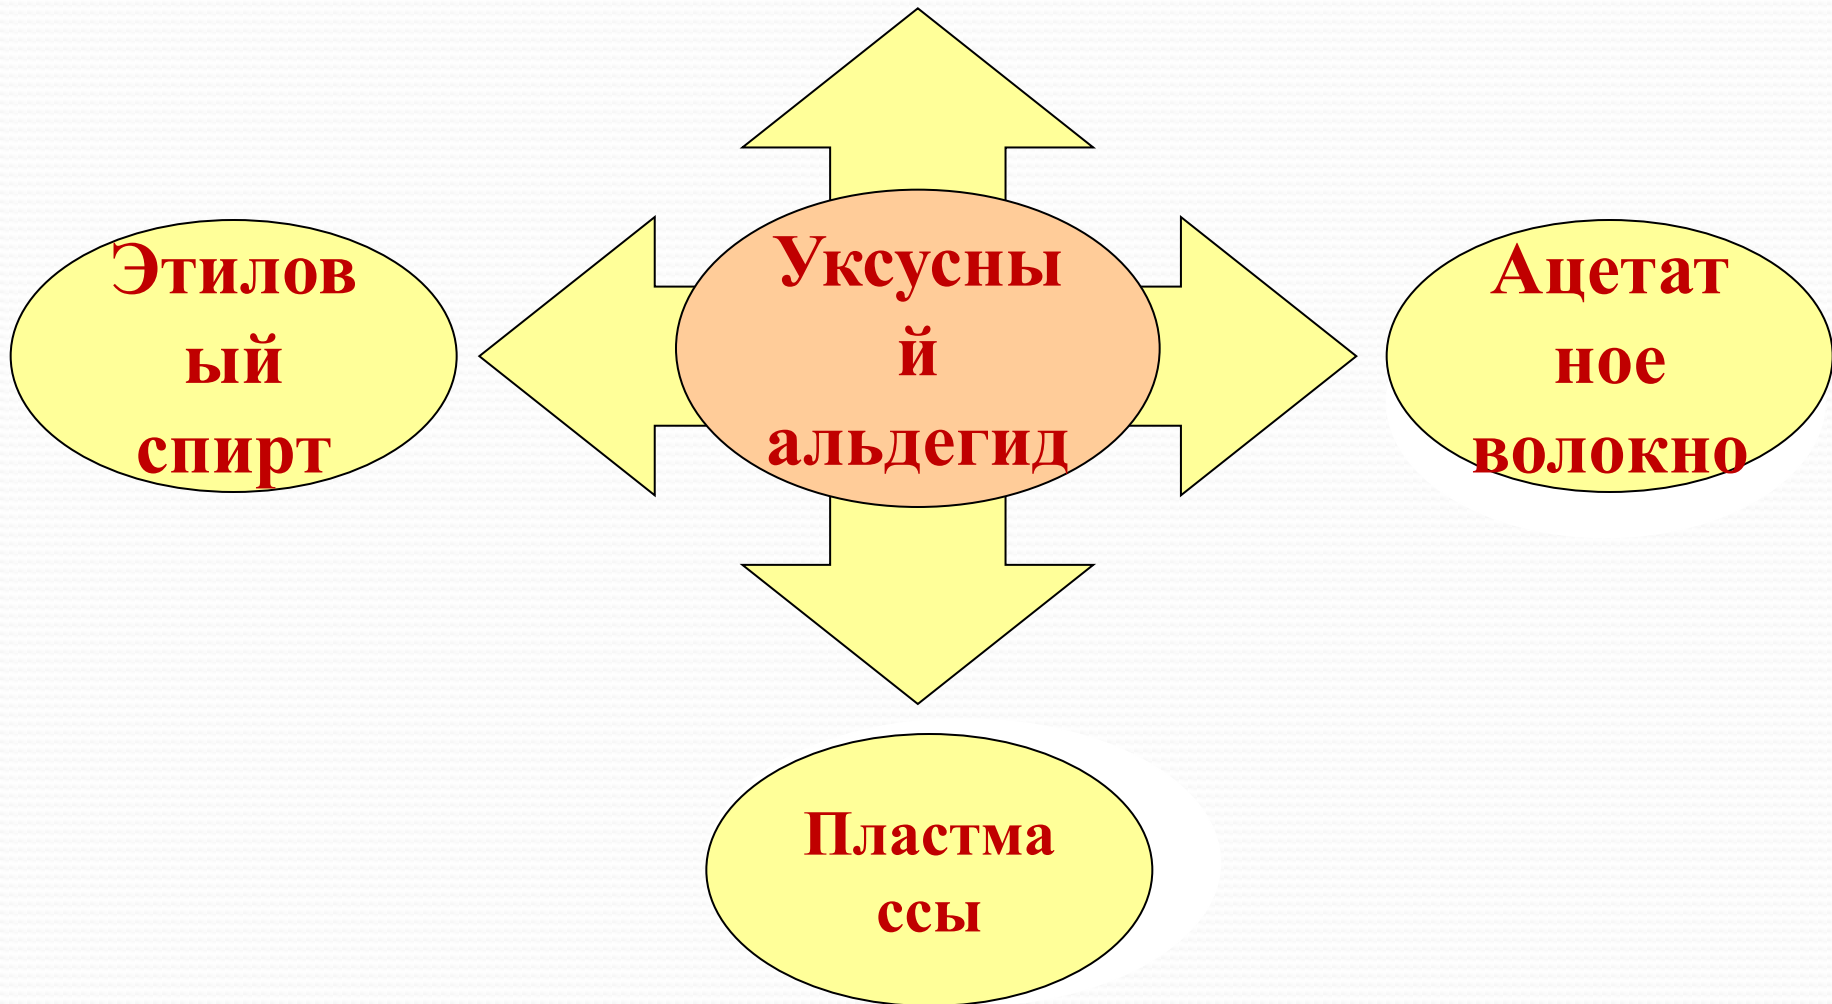 Этилов
ый
спирт
Уксусны
й
альдегид
Ацетат
ное
волокно
Пластма
ссы